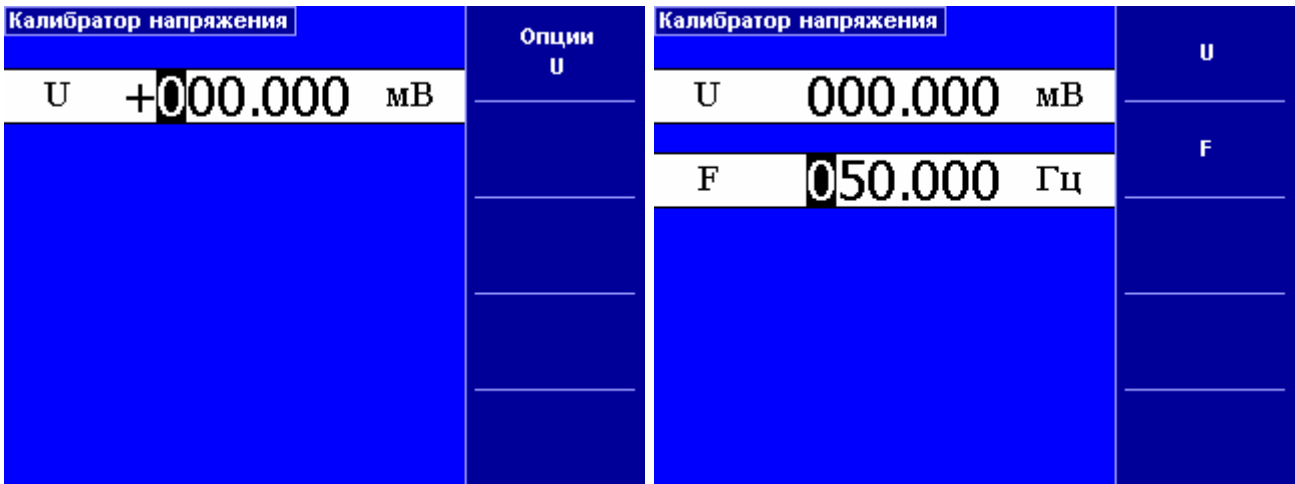 Калибратор напряжения
Опции
U
U +000.000 мВ
Калибратор напряжения
U
U 000.000 мВ
F
F 050.000 Гц